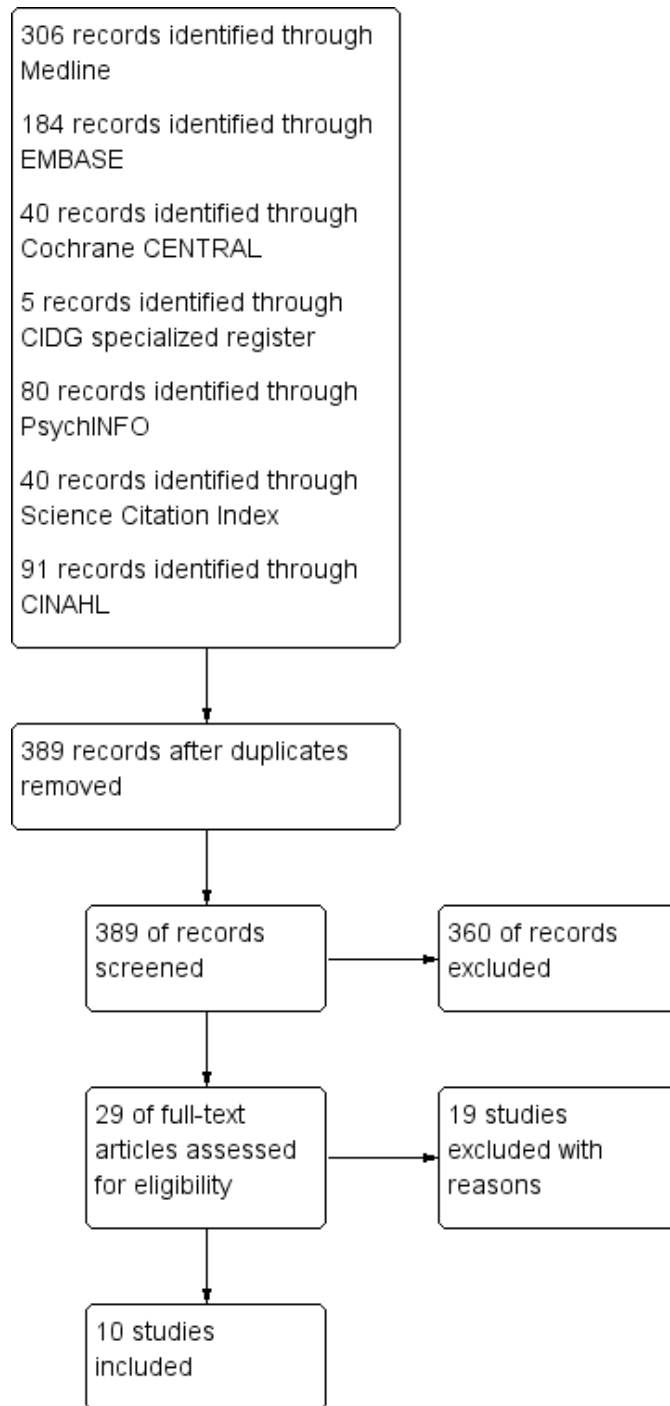 306 records identified through
Medline
184 records identified through
EMBASE
40 records identified through
Cochrane CENTRAL
5 records identified through
CIDG specialized register
80 records identified through
PsychINFO
40 records identified through
Science Citation Index
91 records identified through
CINAHL
389 records after duplicates
removed
389 of records
screened
360 of records
excluded
29 of full-text
articles assessed
for eligibility
19 studies
excluded with
reasons
10 studies
included